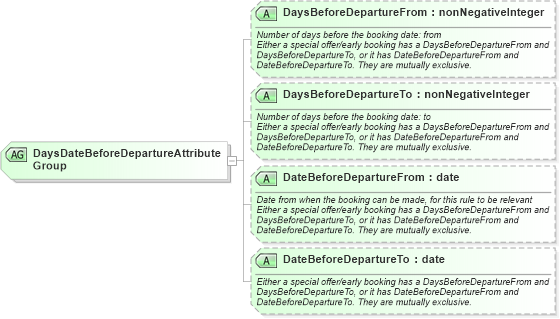 A DaysBeforeDepartureFrom : nonNegativeInteger
Number of days before the booking date: from
Either a special offer/early booking has a DaysBeforeDepartureFrom and
DaysBeforeDepartureTo, or it has DateBeforeDepartureFrom and
DateBeforeDepartureTo. They are mutually exclusive.
A DaysBeforeDepartureTo : nonNegativeInteger
Number of days before the booking date: to
Either a special offer/early booking has a DaysBeforeDepartureFrom and
DaysBeforeDepartureTo, or it has DateBeforeDepartureFrom and
DateBeforeDepartureTo. They are mutually exclusive.
AG DaysDateBeforeDepartureAttribute
Group
A DateBeforeDepartureFrom : date
Date from when the booking can be made, for this rule to be relevant
Either a special offer/early booking has a DaysBeforeDepartureFrom and
DaysBeforeDepartureTo, or it has DateBeforeDepartureFrom and
DateBeforeDepartureTo. They are mutually exclusive.
A DateBeforeDepartureTo : date
Either a special offer/early booking has a DaysBeforeDepartureFrom and
DaysBeforeDepartureTo, or it has DateBeforeDepartureFrom and
DateBeforeDepartureTo. They are mutually exclusive.